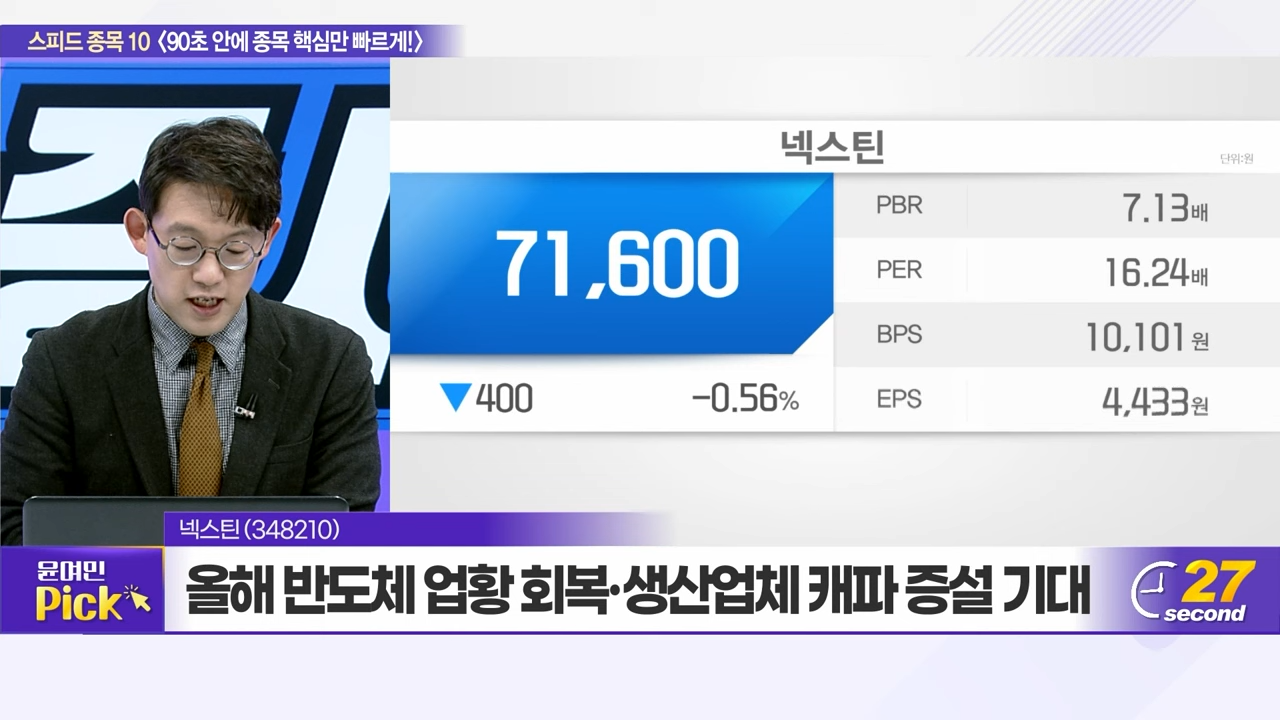 스피드 종목 10 〈90초 안에 종목 핵심만 빠르게!〉
넥스틴
단위:원
71,600
▼400 -0.56%
PBR 7.13배
PER 16.24배
BPS 10,101원
EPS 4,433원
넥스틴(348210)
윤여민
Pick
올해 반도체 업황 회복·생산업체 캐파 증설 기대
27
second